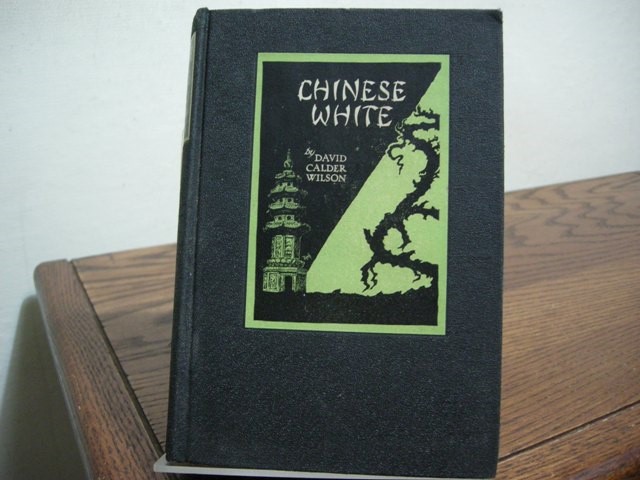 CHINESE
WHITE
By
DAVID
CALDER
WILSON